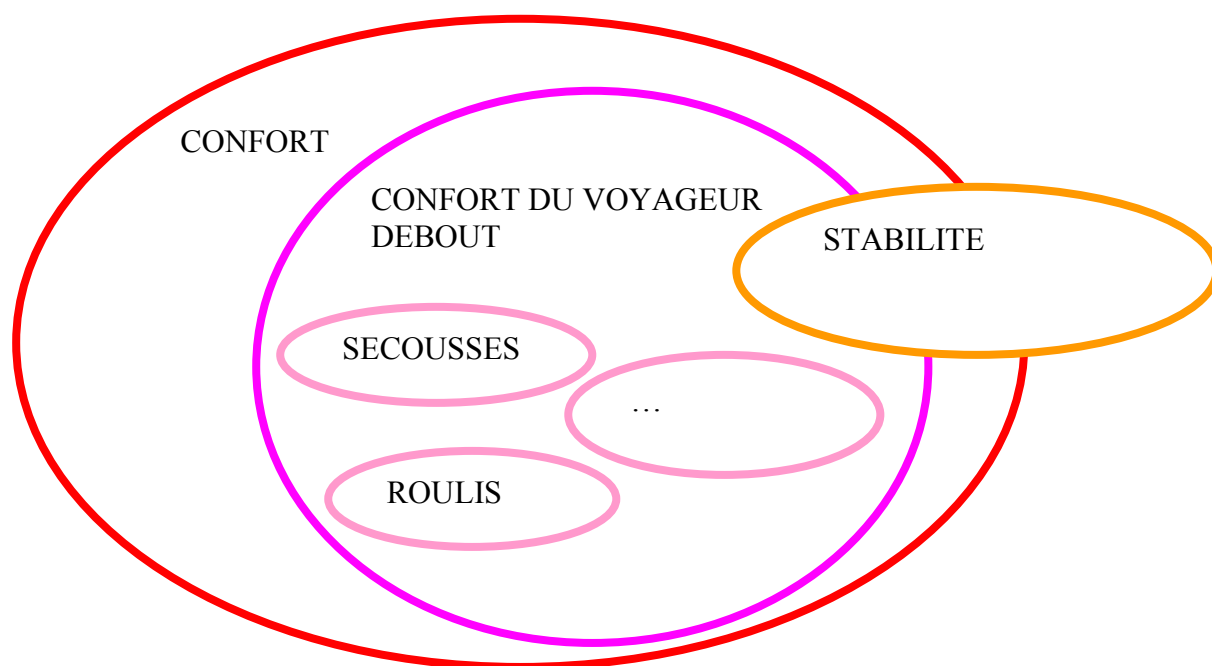 CONFORT
CONFORT DU VOYAGEUR
DEBOUT
STABILITE
SECOUSSES
…
ROULIS